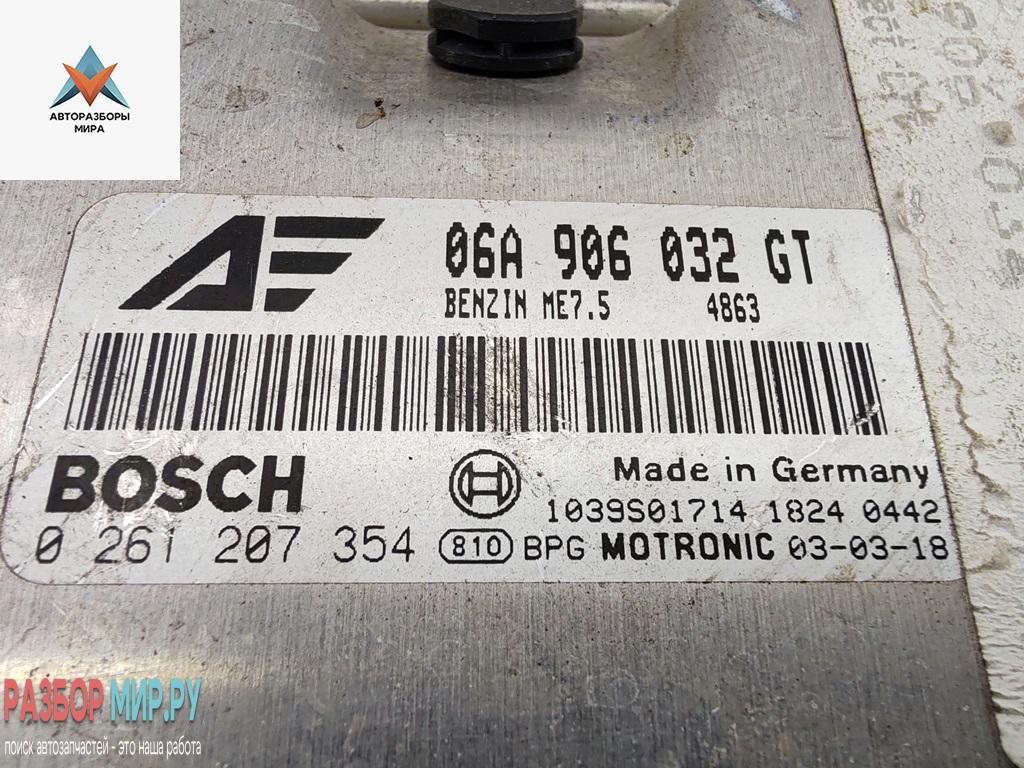 АВТОРАЗБОРЫ
МИРА
AE
06A 906 032 GT
BENZIN ME7.5 4863
BOSCH
Made in Germany
1039S01714 1824 0442
0 261 207 354 810 BPG MOTRONIC 03-03-18
РАЗБОР МИР.РУ
поиск автозапчастей - это наша работа